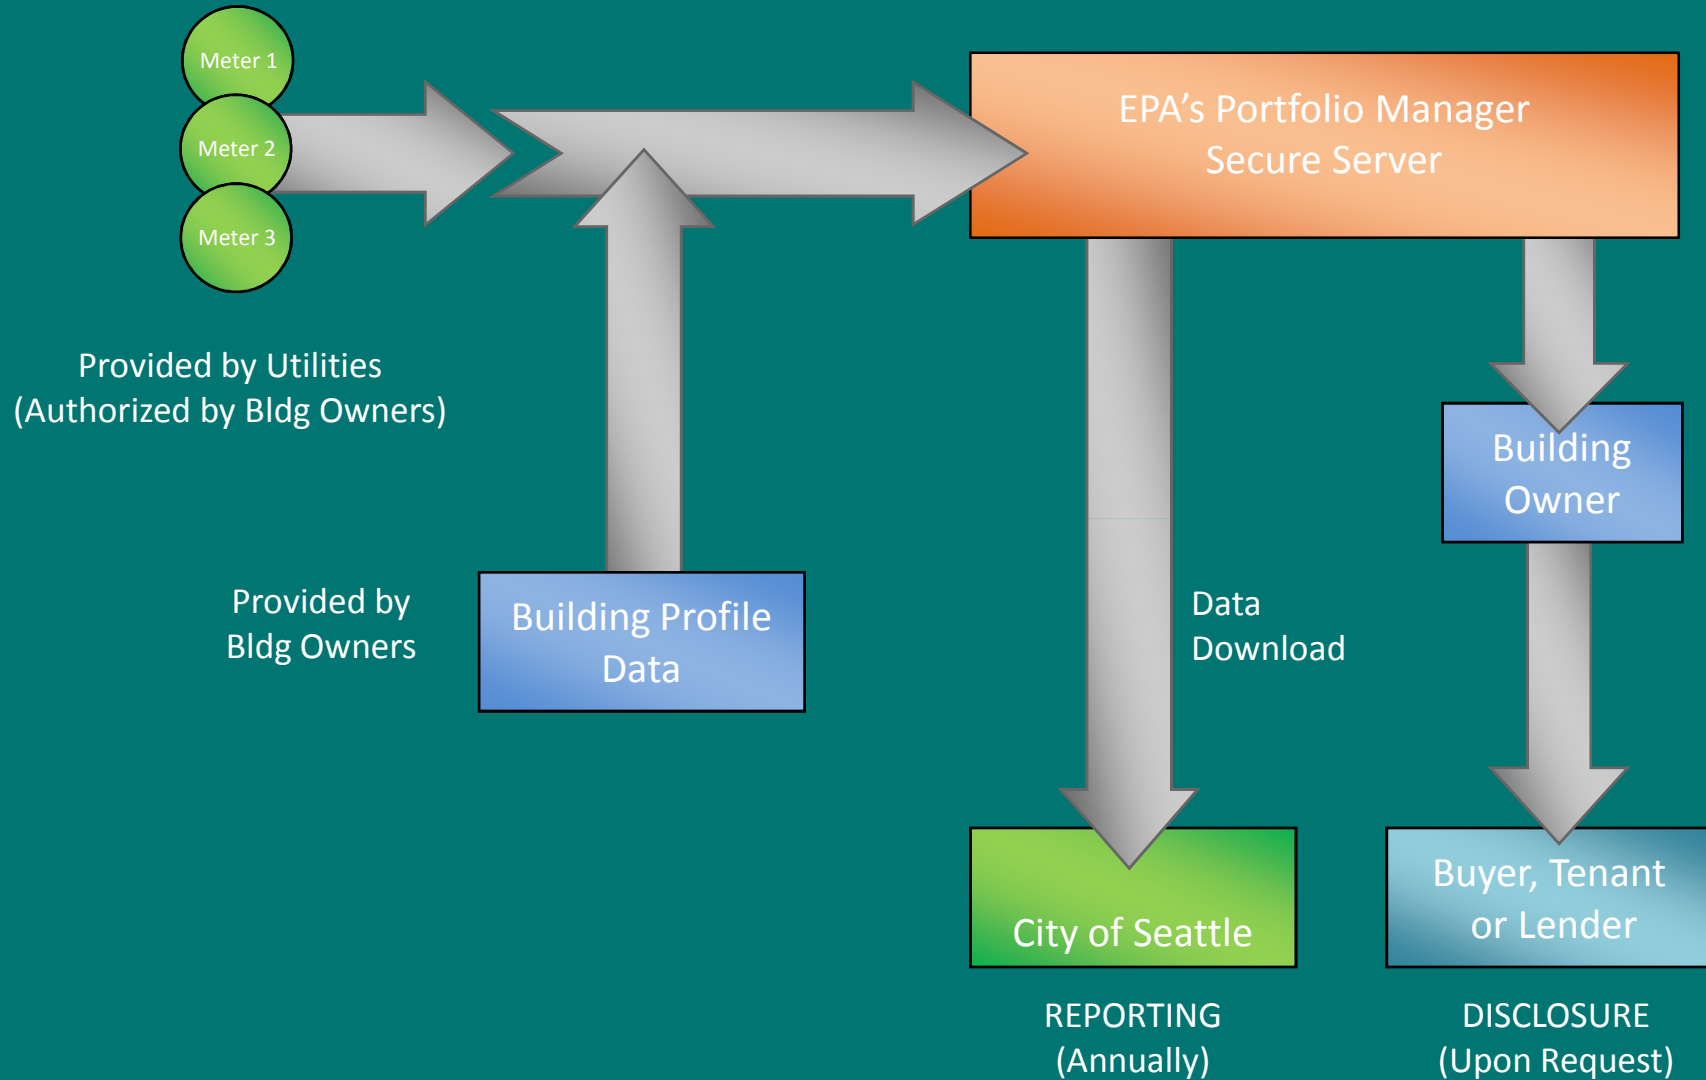 Meter 1
Meter 2
Meter 3
EPA’s Portfolio Manager
Secure Server
Provided by Utilities
(Authorized by Bldg Owners)
Building
Owner
Provided by
Bldg Owners
Building Profile
Data
Data
Download
City of Seattle
Buyer, Tenant
or Lender
REPORTING
(Annually)
DISCLOSURE
(Upon Request)